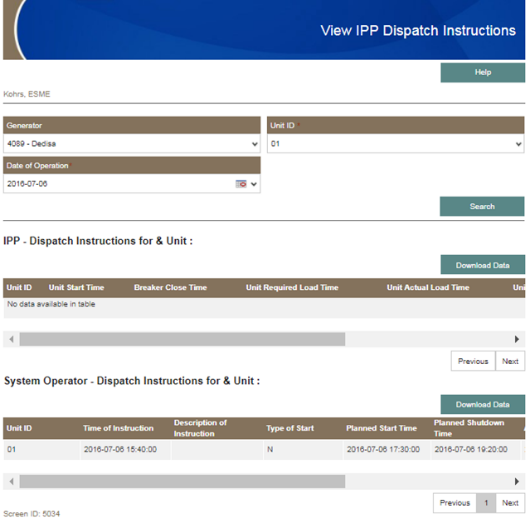 View IPP Dispatch Instructions
Help
Kohrs, ESME
Generator
Unit ID *
4089 - Dedisa
01
Date of Operation *
2016-07-06
Search
IPP - Dispatch Instructions for & Unit :
Download Data
Unit ID Unit Start Time Breaker Close Time Unit Required Load Time Unit Actual Load Time Uni
No data available in table
Previous Next
System Operator - Dispatch Instructions for & Unit :
Download Data
Unit ID Time of Instruction Description of Instruction Type of Start Planned Start Time Planned Shutdown Time
01 2016-07-06 15:40:00 N 2016-07-06 17:30:00 2016-07-06 19:20:00
Previous 1 Next
Screen ID: 5034